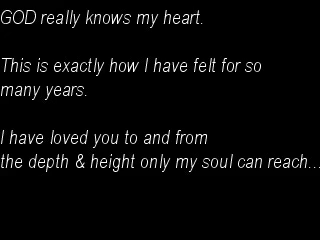 GOD really knows my heart.
This is exactly how I have felt for so
many years.
I have loved you to and from
the depth & height only my soul can reach...